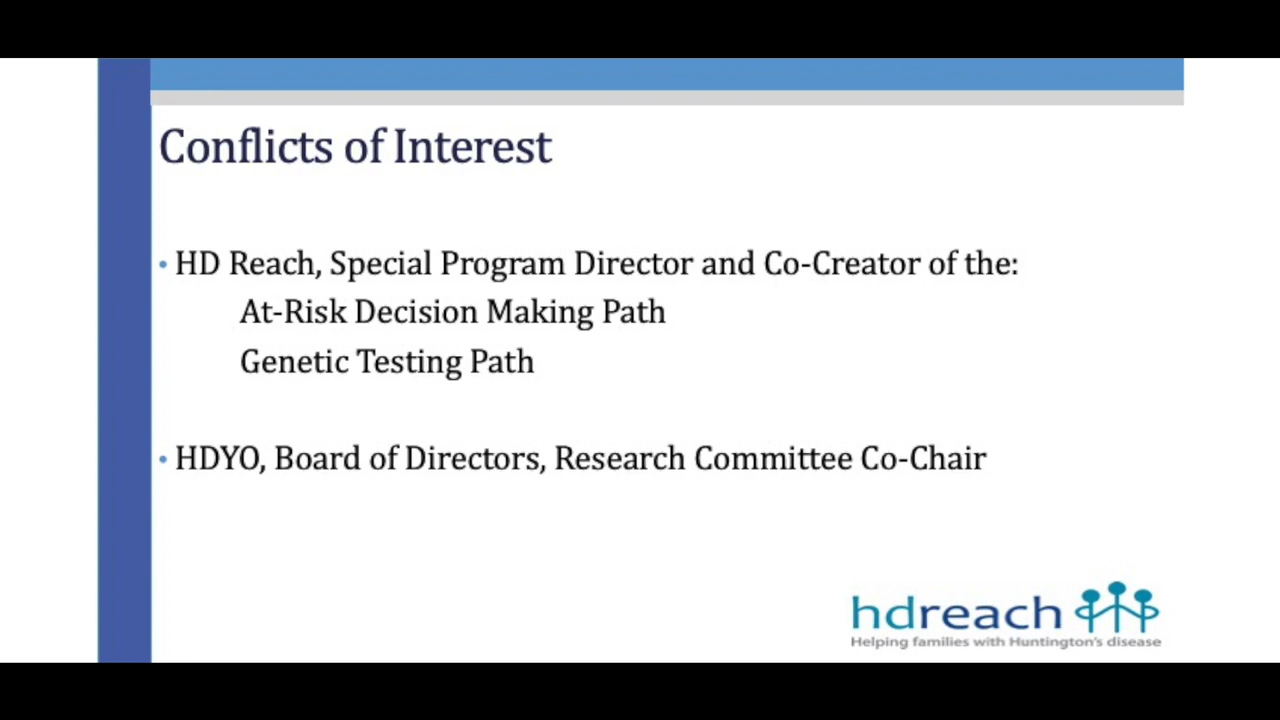 Conflicts of Interest
• HD Reach, Special Program Director and Co-Creator of the:
At-Risk Decision Making Path
Genetic Testing Path
• HDYO, Board of Directors, Research Committee Co-Chair
hdreach
Helping families with Huntington's disease